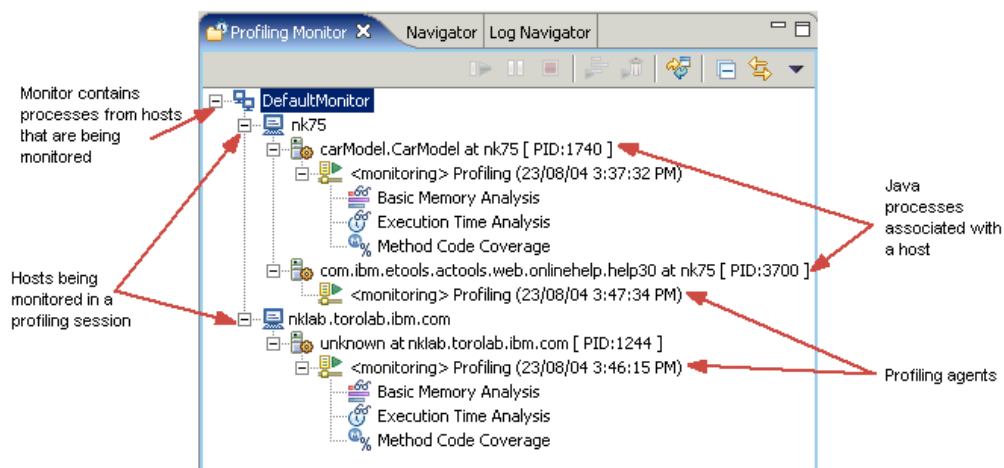 Profiling Monitor
Navigator
Log Navigator
Monitor contains
processes from hosts
that are being
monitored
DefaultMonitor
nk75
carModel.CarModel at nk75 [ PID:1740 ]
<monitoring> Profiling (23/08/04 3:37:32 PM)
Basic Memory Analysis
Execution Time Analysis
Method Code Coverage
com.ibm.etools.actools.web.onlinehelp.help30 at nk75 [ PID:3700 ]
<monitoring> Profiling (23/08/04 3:47:34 PM)
nklab.torolab.ibm.com
unknown at nklab.torolab.ibm.com [ PID:1244 ]
<monitoring> Profiling (23/08/04 3:46:15 PM)
Basic Memory Analysis
Execution Time Analysis
Method Code Coverage
Hosts being
monitored in a
profiling session
Java
processes
associated with
a host
Profiling agents